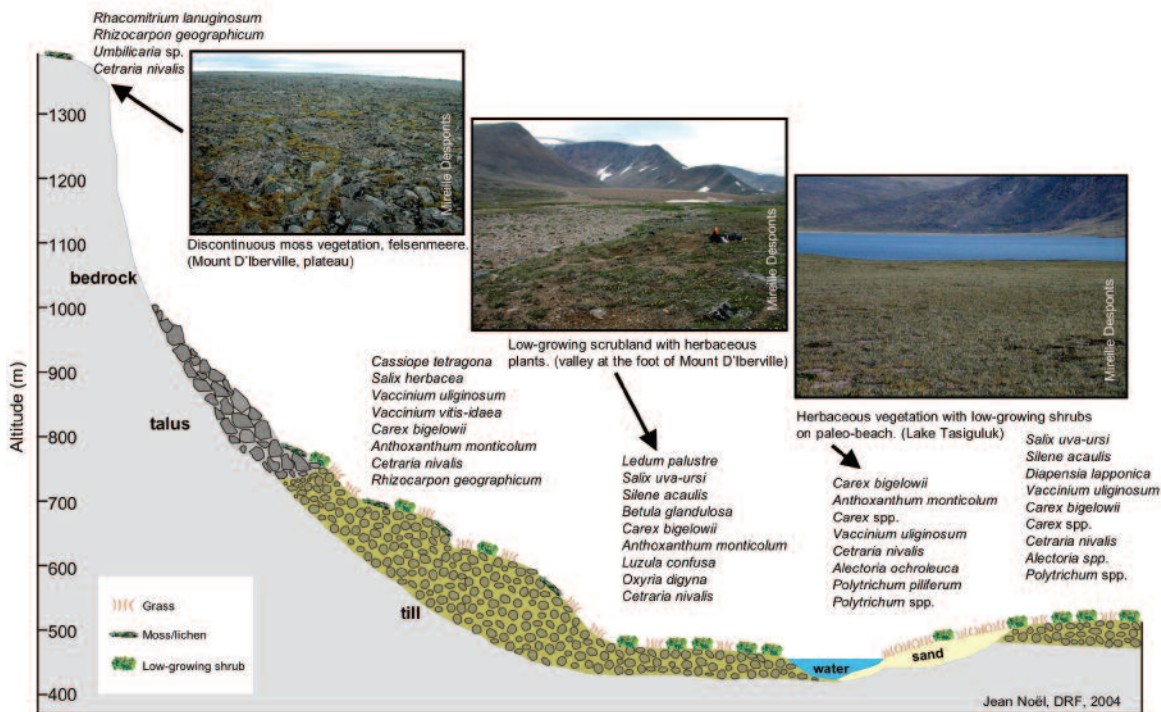 Rhacomitrium lanuginosum
Rhizocarpon geographicum
Umbilicaria sp.
Cetraria nivalis
Mireille Desponts
Discontinuous moss vegetation, felsenmeere.
(Mount D'Iberville, plateau)
Mireille Desponts
Low-growing scrubland with herbaceous
plants. (valley at the foot of Mount D'Iberville)
Mireille Desponts
Herbaceous vegetation with low-growing shrubs
on paleo-beach. (Lake Tasiguluk)
Altitude (m)
1300
1200
1100
1000
900
800
700
600
500
400
bedrock
talus
till
water
sand
Cassiope tetragona
Salix herbacea
Vaccinium uliginosum
Vaccinium vitis-idaea
Carex bigelowii
Anthoxanthum monticolum
Cetraria nivalis
Rhizocarpon geographicum
Ledum palustre
Salix uva-ursi
Silene acaulis
Betula glandulosa
Carex bigelowii
Anthoxanthum monticolum
Luzula confusa
Oxyria digyna
Cetraria nivalis
Carex bigelowii
Anthoxanthum monticolum
Carex spp.
Vaccinium uliginosum
Cetraria nivalis
Alectoria ochroleuca
Polytrichum piliferum
Polytrichum spp.
Salix uva-ursi
Silene acaulis
Diapensia lapponica
Vaccinium uliginosum
Carex bigelowii
Carex spp.
Cetraria nivalis
Alectoria spp.
Polytrichum spp.
Grass
Moss/lichen
Low-growing shrub
Jean Noël, DRF, 2004